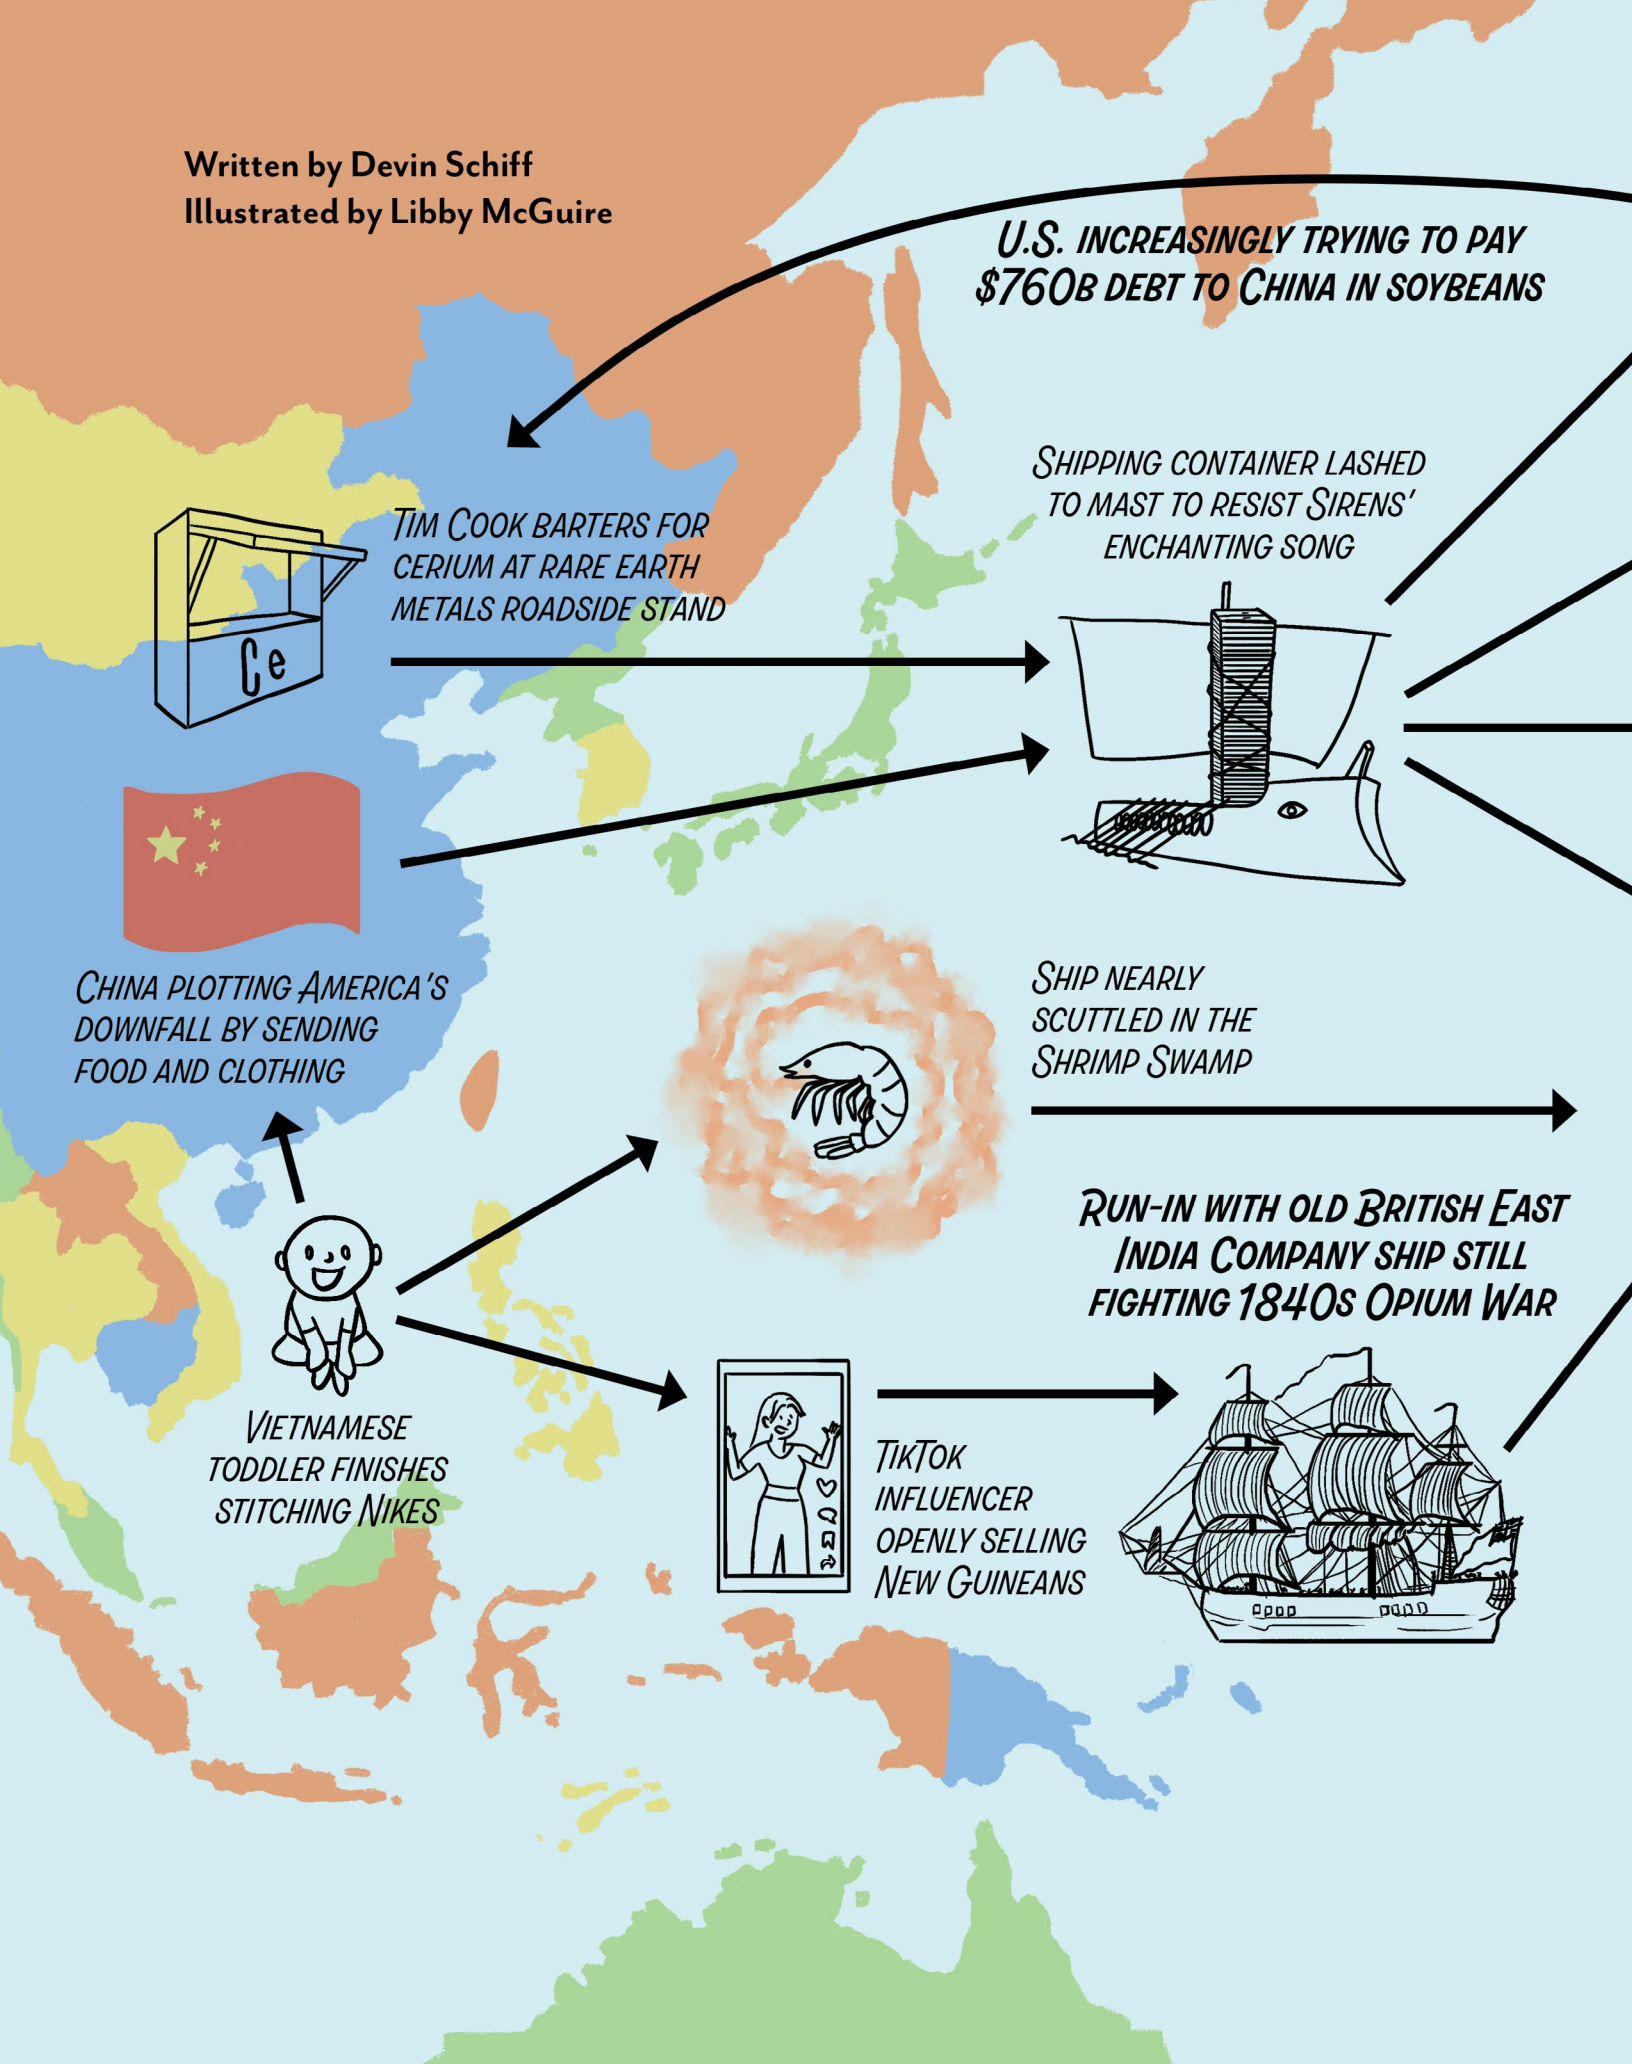 Written by Devin Schiff
Illustrated by Libby McGuire
U.S. INCREASINGLY TRYING TO PAY
$760B DEBT TO CHINA IN SOYBEANS
SHIPPING CONTAINER LASHED
TO MAST TO RESIST SIRENS'
ENCHANTING SONG
TIM COOK BARTERS FOR
CERIUM AT RARE EARTH
METALS ROADSIDE STAND
Ce
CHINA PLOTTING AMERICA'S
DOWNFALL BY SENDING
FOOD AND CLOTHING
SHIP NEARLY
SCUTTLED IN THE
SHRIMP SWAMP
RUN-IN WITH OLD BRITISH EAST
INDIA COMPANY SHIP STILL
FIGHTING 1840S OPIUM WAR
VIETNAMESE
TODDLER FINISHES
STITCHING NIKES
TIKTOK
INFLUENCER
OPENLY SELLING
NEW GUINEANS